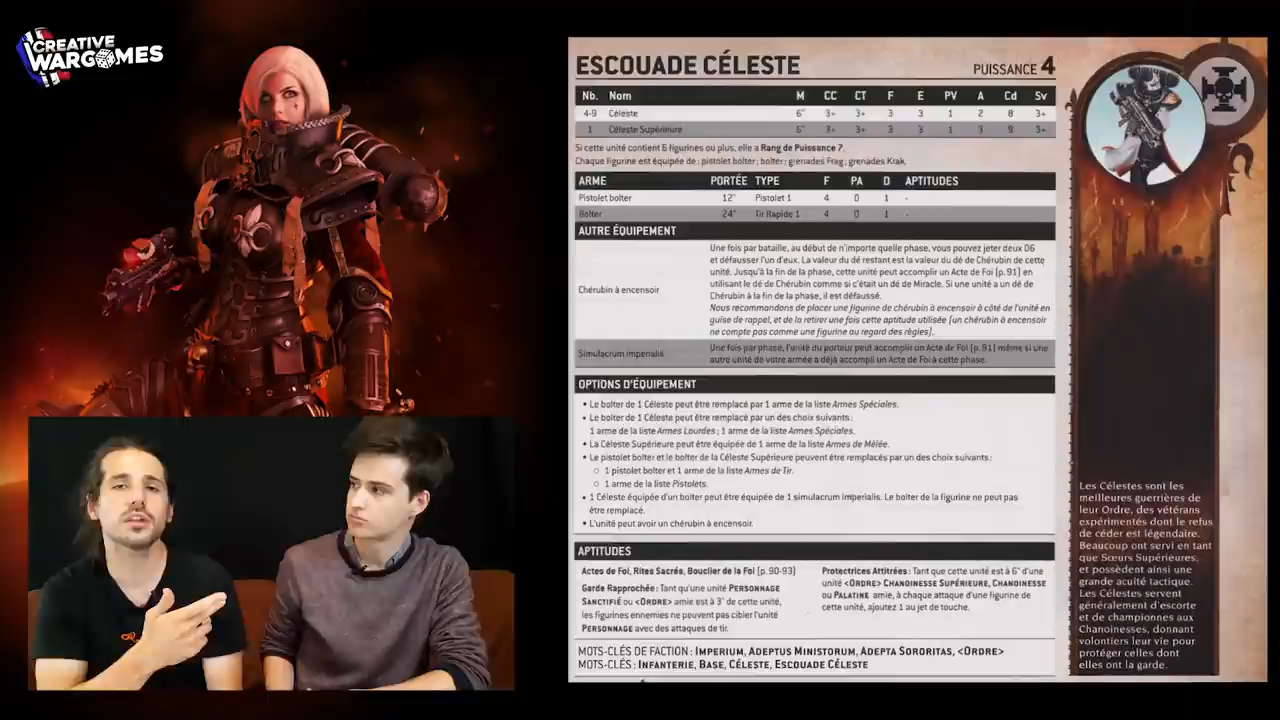 CREATIVE
WARGAMES
ESCOUADE CÉLESTE
PUISSANCE 4
Nb. Nom M CC CT F E PV A Cd Sv
4-9 Céleste 6" 3+ 3+ 3 3 1 2 8 3+
1 Céleste Supérieure 6" 3+ 3+ 3 3 1 3 9 3+
Si cette unité contient 6 figurines ou plus, elle a Rang de Puissance 7.
Chaque figurine est équipée de : pistolet bolter ; bolter ; grenades Frag ; grenades Krak.
ARME PORTÉE TYPE F PA D APTITUDES
Pistolet bolter 12" Pistolet 1 4 0 1 -
Bolter 24" Tir Rapide 1 4 0 1 -
AUTRE ÉQUIPEMENT
Chérubin à encensoir
Une fois par bataille, au début de n'importe quelle phase, vous pouvez jeter deux D6
et défausser l'un d'eux. La valeur du dé restant est la valeur du dé de Chérubin de cette
unité. Jusqu'à la fin de la phase, cette unité peut accomplir un Acte de Foi (p. 91) en
utilisant le dé de Chérubin comme si c'était un dé de Miracle. Si une unité a un dé de
Chérubin à la fin de la phase, il est défaussé.
Nous recommandons de placer une figurine de chérubin à encensoir à côté de l'unité en
guise de rappel, et de la retirer une fois cette aptitude utilisée (un chérubin à encensoir
ne compte pas comme une figurine au regard des règles).
Simulacrum imperialis
Une fois par phase, l'unité du porteur peut accomplir un Acte de Foi (p. 91) même si une
autre unité de votre armée a déjà accompli un Acte de Foi à cette phase.
OPTIONS D'ÉQUIPEMENT
• Le bolter de 1 Céleste peut être remplacé par 1 arme de la liste Armes Spéciales.
• Le bolter de 1 Céleste peut être remplacé par un des choix suivants :
1 arme de la liste Armes Lourdes ; 1 arme de la liste Armes Spéciales.
• La Céleste Supérieure peut être équipée de 1 arme de la liste Armes de Mêlée.
• Le pistolet bolter et le bolter de la Céleste Supérieure peuvent être remplacés par un des choix suivants :
○ 1 pistolet bolter et 1 arme de la liste Armes de Tir.
○ 1 arme de la liste Pistolets.
• 1 Céleste équipée d'un bolter peut être équipée de 1 simulacrum imperialis. Le bolter de la figurine ne peut pas
être remplacé.
• L'unité peut avoir un chérubin à encensoir.
APTITUDES
Actes de Foi, Rites Sacrés, Bouclier de la Foi (p. 90-93)
Garde Rapprochée : Tant qu'une unité PERSONNAGE
SANCTIFIÉ ou <ORDRE> amie est à 3" de cette unité,
les figurines ennemies ne peuvent pas cibler l'unité
PERSONNAGE avec des attaques de tir.
Protectrices Attitrées : Tant que cette unité est à 6" d'une
unité <ORDRE> CHANOINESSE SUPÉRIEURE, CHANOINESSE
ou PALATINE amie, à chaque attaque d'une figurine de
cette unité, ajoutez 1 au jet de touche.
MOTS-CLÉS DE FACTION : IMPERIUM, ADEPTUS MINISTORUM, ADEPTA SORORITAS, <ORDRE>
MOTS-CLÉS : INFANTERIE, BASE, CÉLESTE, ESCOUADE CÉLESTE
Les Célestes sont les
meilleures guerrières de
leur Ordre, des vétérans
expérimentés dont le refus
de céder est légendaire.
Beaucoup ont servi en tant
que Sœurs Supérieures,
et possèdent ainsi une
grande acuité tactique.
Les Célestes servent
généralement d'escorte
et de championnes aux
Chanoinesses, donnant
volontiers leur vie pour
protéger celles dont
elles ont la garde.